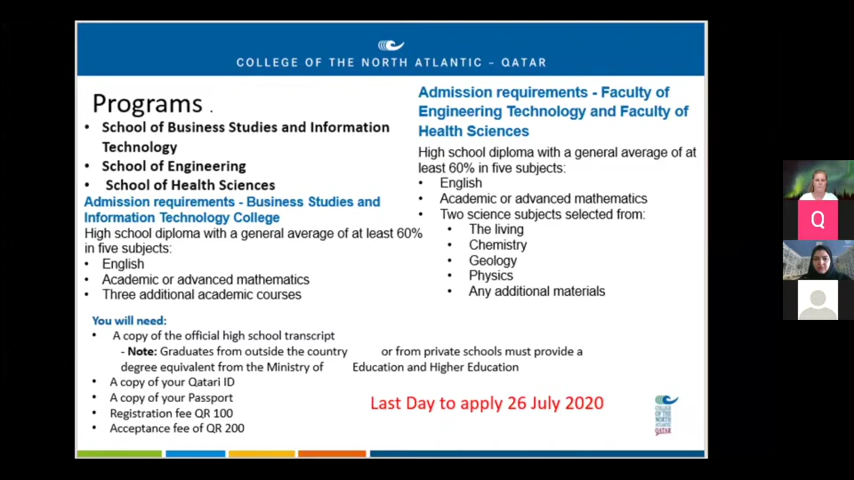 COLLEGE OF THE NORTH ATLANTIC – QATAR
Programs .
• School of Business Studies and Information
Technology
• School of Engineering
• School of Health Sciences
Admission requirements - Business Studies and
Information Technology College
High school diploma with a general average of at least 60%
in five subjects:
• English
• Academic or advanced mathematics
• Three additional academic courses
Admission requirements - Faculty of
Engineering Technology and Faculty of
Health Sciences
High school diploma with a general average of at
least 60% in five subjects:
• English
• Academic or advanced mathematics
• Two science subjects selected from:
• The living
• Chemistry
• Geology
• Physics
• Any additional materials
You will need:
• A copy of the official high school transcript
- Note: Graduates from outside the country or from private schools must provide a
degree equivalent from the Ministry of Education and Higher Education
• A copy of your Qatari ID
• A copy of your Passport
• Registration fee QR 100
• Acceptance fee of QR 200
Last Day to apply 26 July 2020
COLLEGE
OF THE
NORTH
ATLANTIC
QATAR
Q